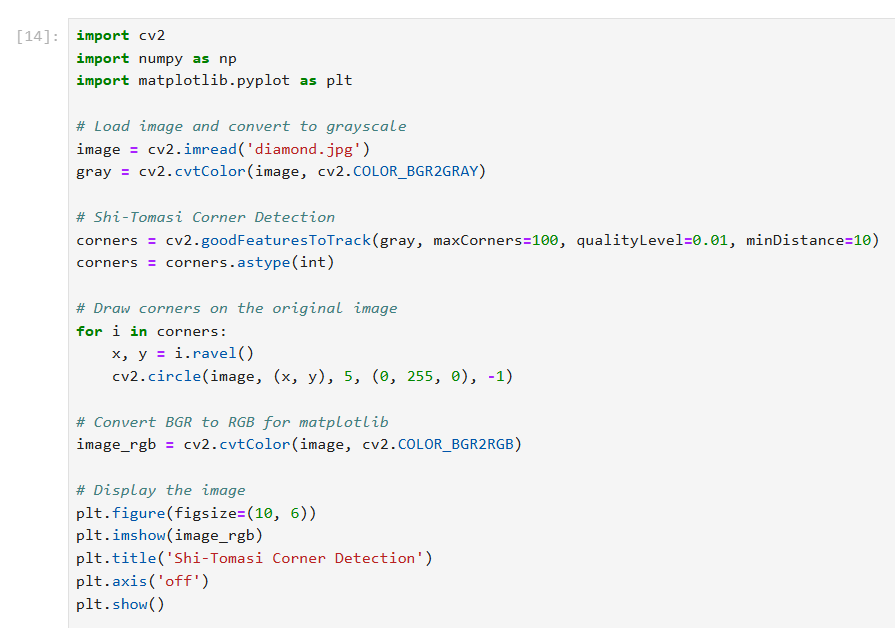 [14]:
import cv2
import numpy as np
import matplotlib.pyplot as plt

# Load image and convert to grayscale
image = cv2.imread('diamond.jpg')
gray = cv2.cvtColor(image, cv2.COLOR_BGR2GRAY)

# Shi-Tomasi Corner Detection
corners = cv2.goodFeaturesToTrack(gray, maxCorners=100, qualityLevel=0.01, minDistance=10)
corners = corners.astype(int)

# Draw corners on the original image
for i in corners:
    x, y = i.ravel()
    cv2.circle(image, (x, y), 5, (0, 255, 0), -1)

# Convert BGR to RGB for matplotlib
image_rgb = cv2.cvtColor(image, cv2.COLOR_BGR2RGB)

# Display the image
plt.figure(figsize=(10, 6))
plt.imshow(image_rgb)
plt.title('Shi-Tomasi Corner Detection')
plt.axis('off')
plt.show()